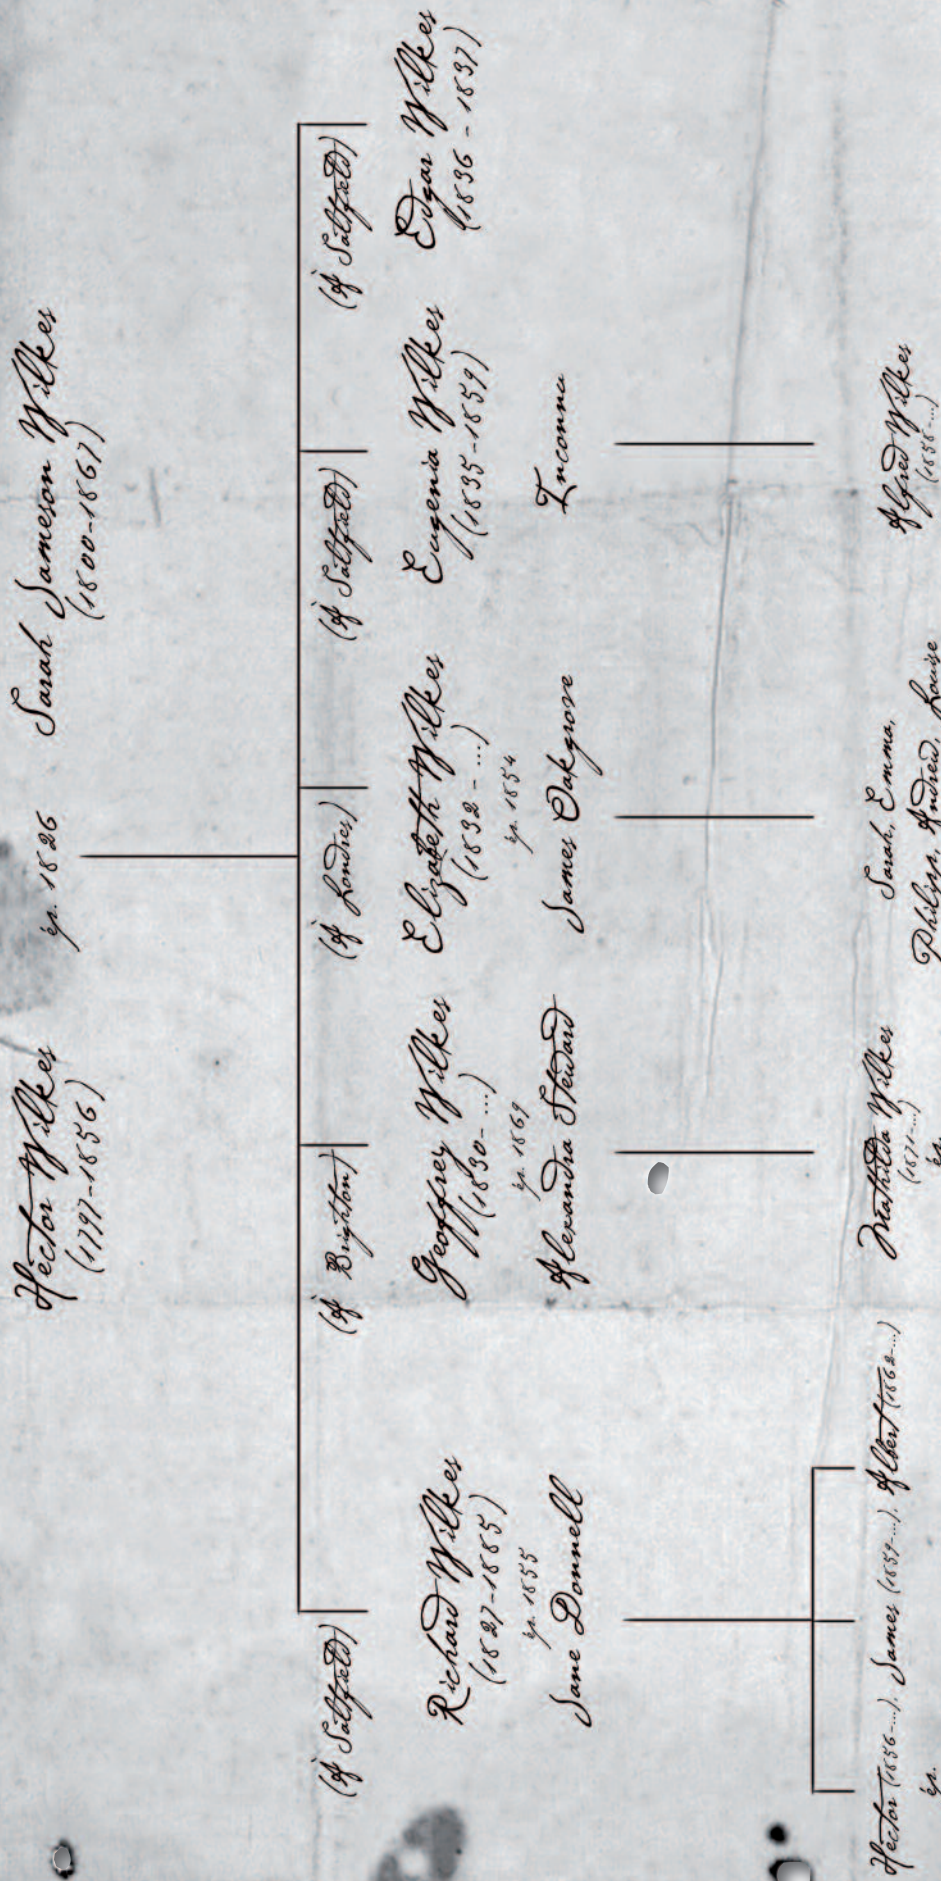 Hector Wilkes
(1797-1856)
ép. 1826
Sarah Jameson Wilkes
(1800-1867)
(A Saltfield)
Richard Wilkes
(1827-1885)
ép. 1855
Jane Donnell
(A Brighton)
Geoffrey Wilkes
(1830-...)
ép. 1869
Alexandra Steward
(A Londres)
Elizabeth Wilkes
(1832 - ...)
ép. 1854
James Oakgrove
(A Saltfield)
Eugenia Wilkes
(1835-1859)
Inconnu
(A Saltfield)
Edgar Wilkes
(1836 - 1837)
Hector (1856-...). James (1859-...). Albert (1862-...)
ép.
Mathilda Wilkes
(1871-...)
ép.
Sarah, Emma,
Philipp, Andrew, Louise
Alfred Wilkes
(1858-...)